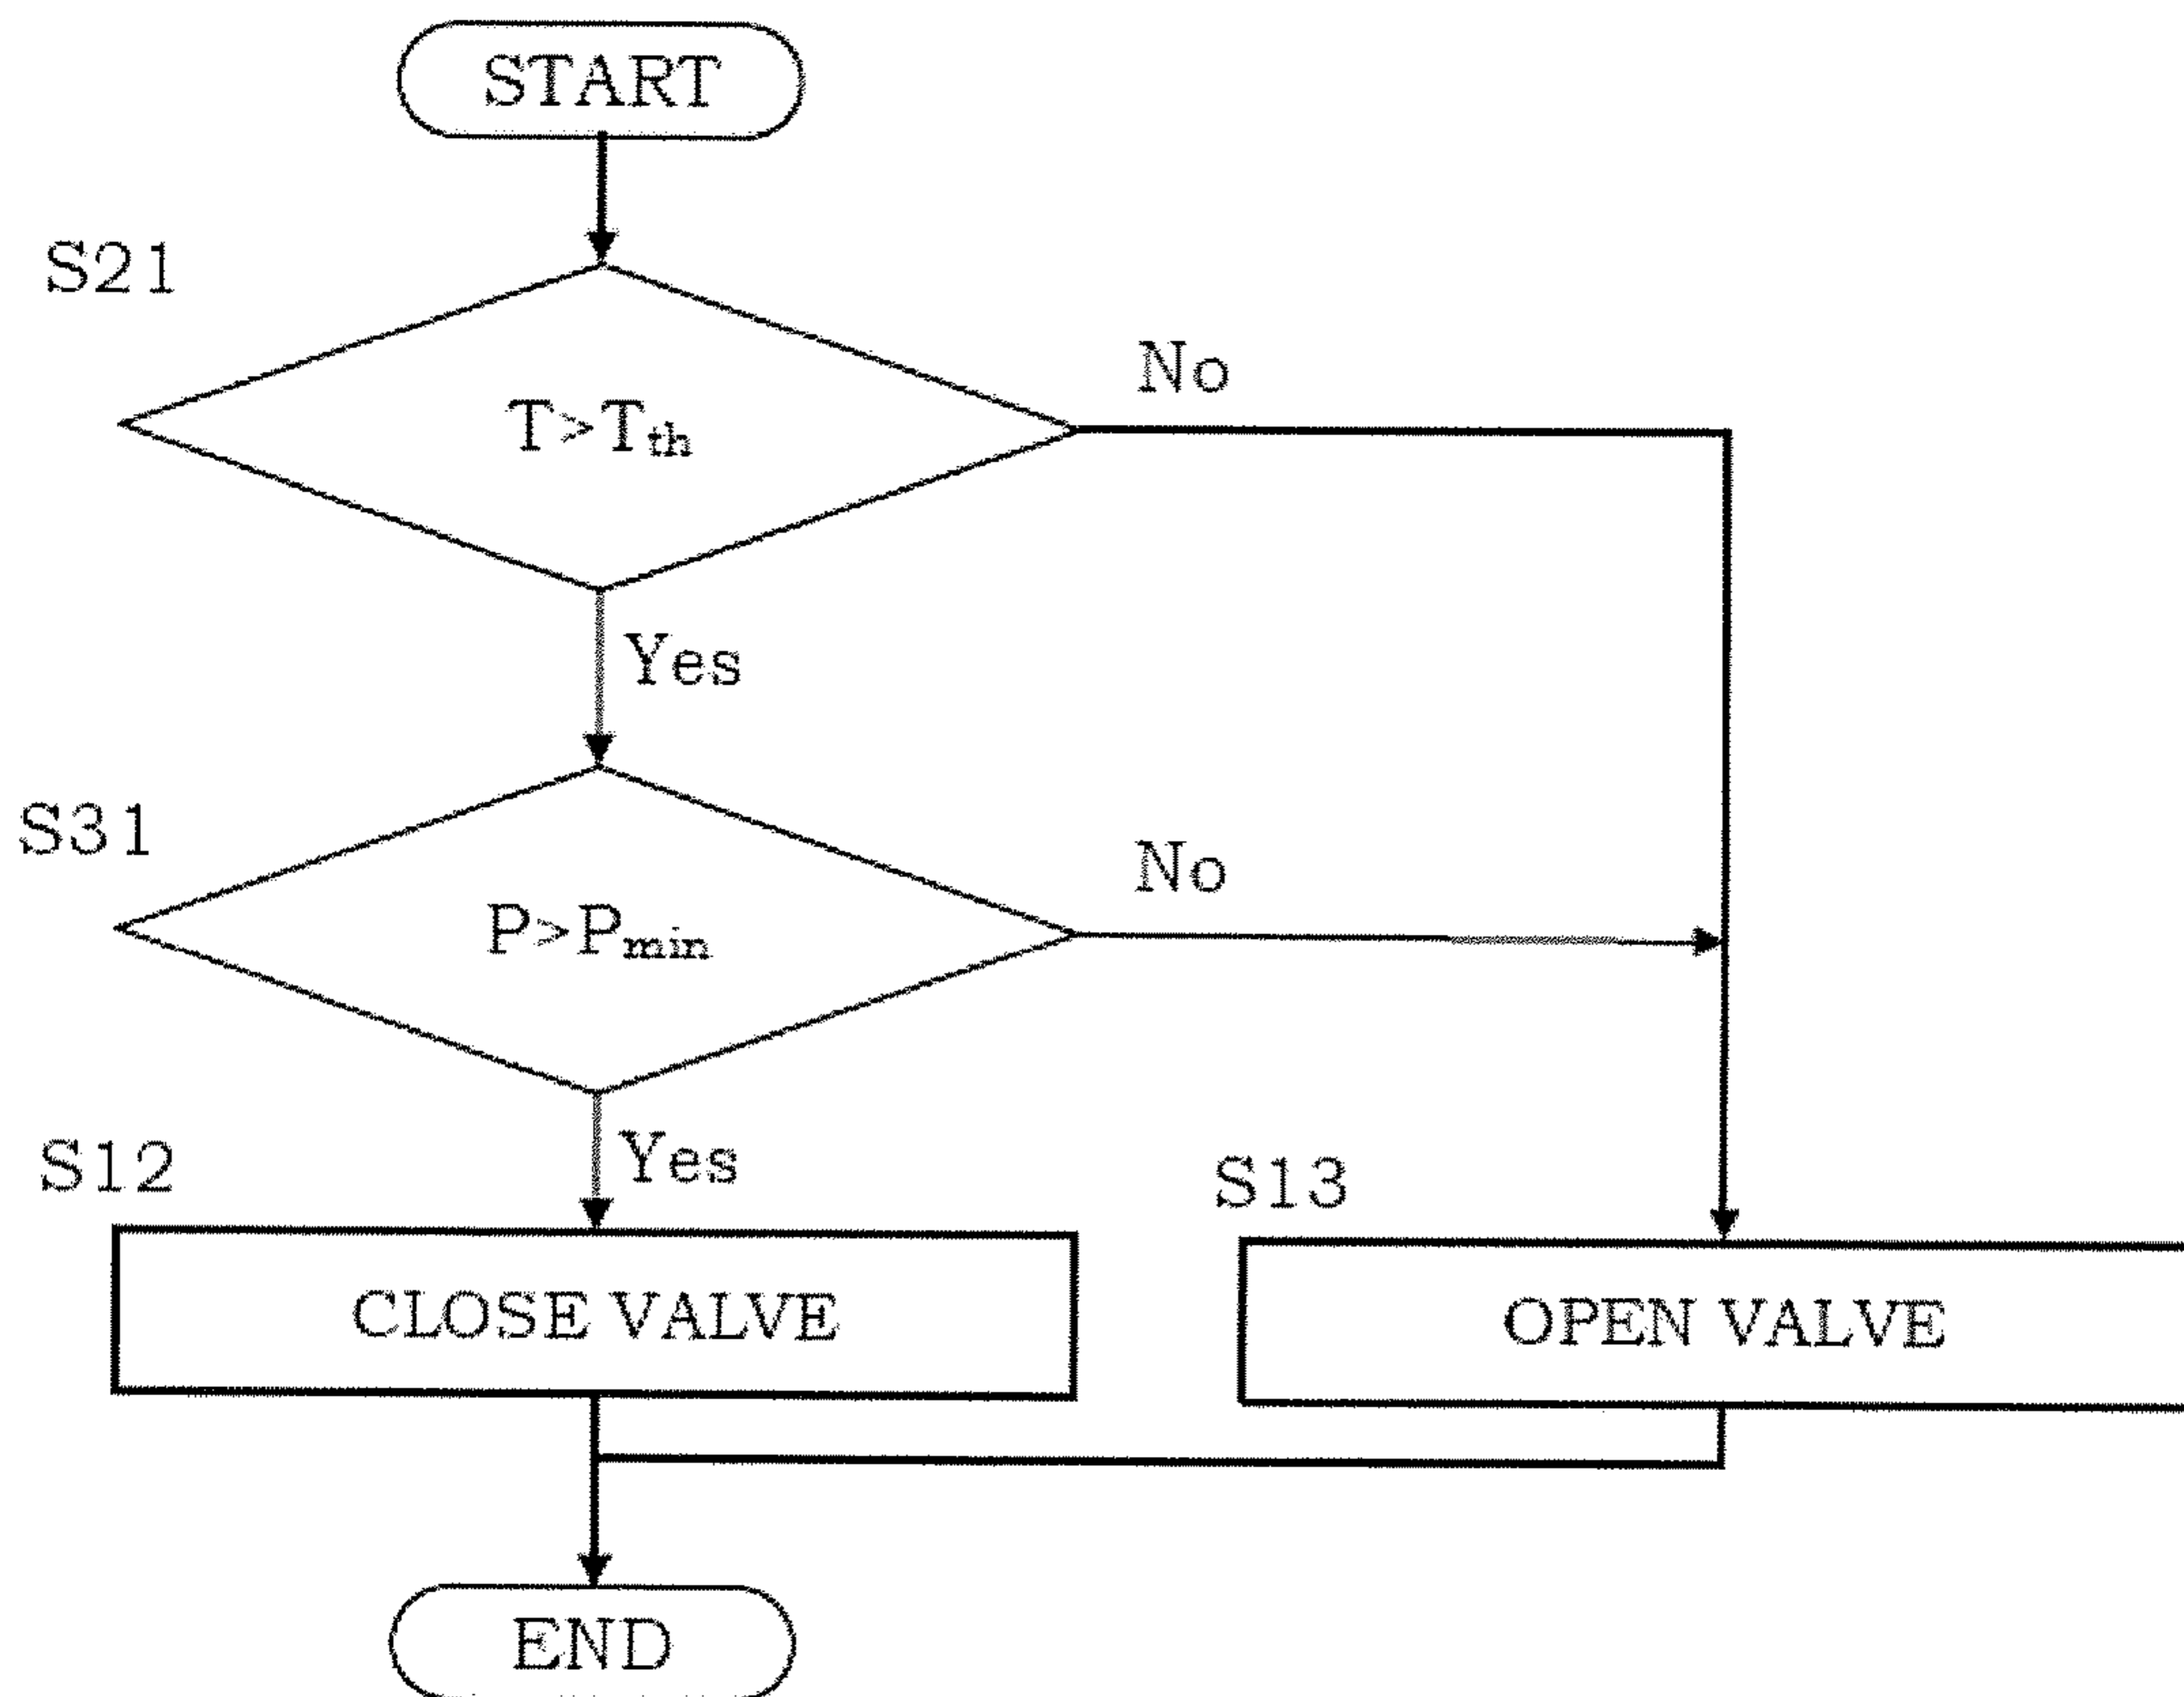 START
S21
T>Tth
No
Yes
S31
P>Pmin
No
Yes
S12
CLOSE VALVE
S13
OPEN VALVE
END